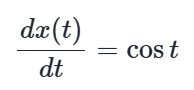 dx(t)/dt = cos t